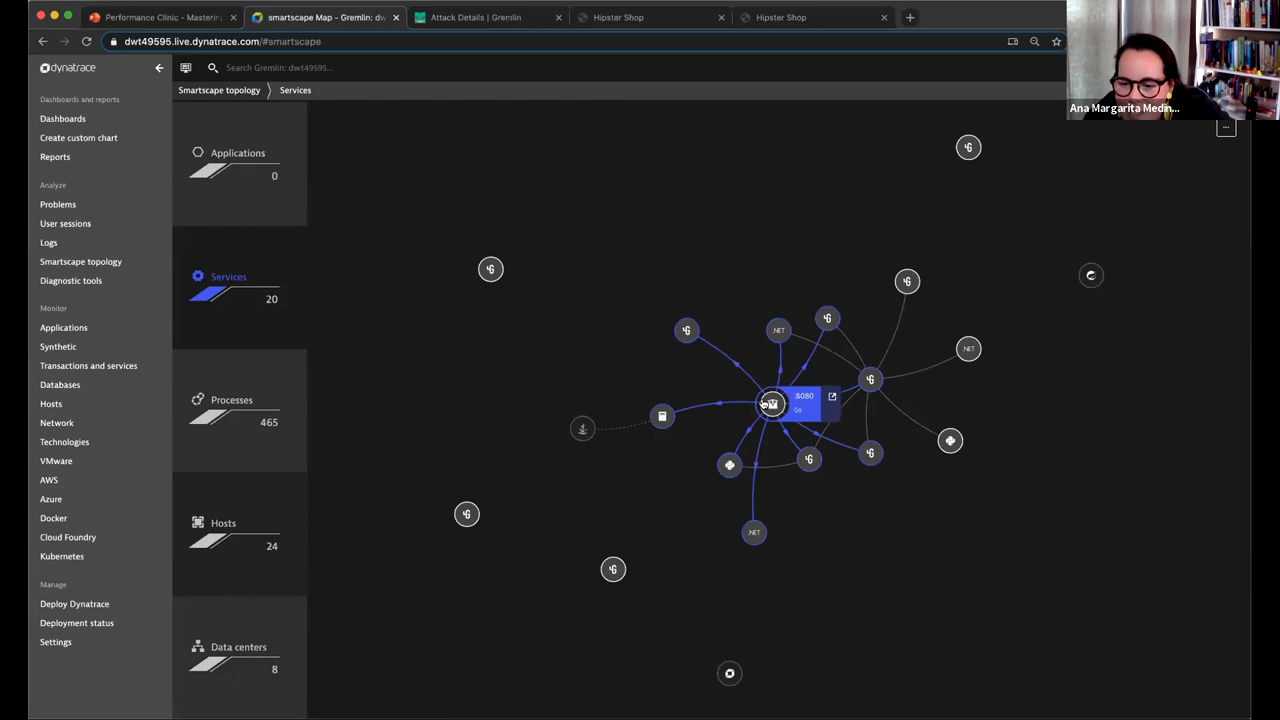 Performance Clinic - Mastering
smartscape Map - Gremlin: dw
Attack Details | Gremlin
Hipster Shop
Hipster Shop
dwt49595.live.dynatrace.com/#smartscape
dynatrace
Search Gremlin: dwt49595...
Smartscape topology
Services
Ana Margarita Medin...
Dashboards and reports
Dashboards
Create custom chart
Reports
Analyze
Problems
User sessions
Logs
Smartscape topology
Diagnostic tools
Monitor
Applications
Synthetic
Transactions and services
Databases
Hosts
Network
Technologies
VMware
AWS
Azure
Docker
Cloud Foundry
Kubernetes
Manage
Deploy Dynatrace
Deployment status
Settings
Applications
0
Services
20
Processes
465
Hosts
24
Data centers
8
.NET
.NET
:8080
Go
.NET